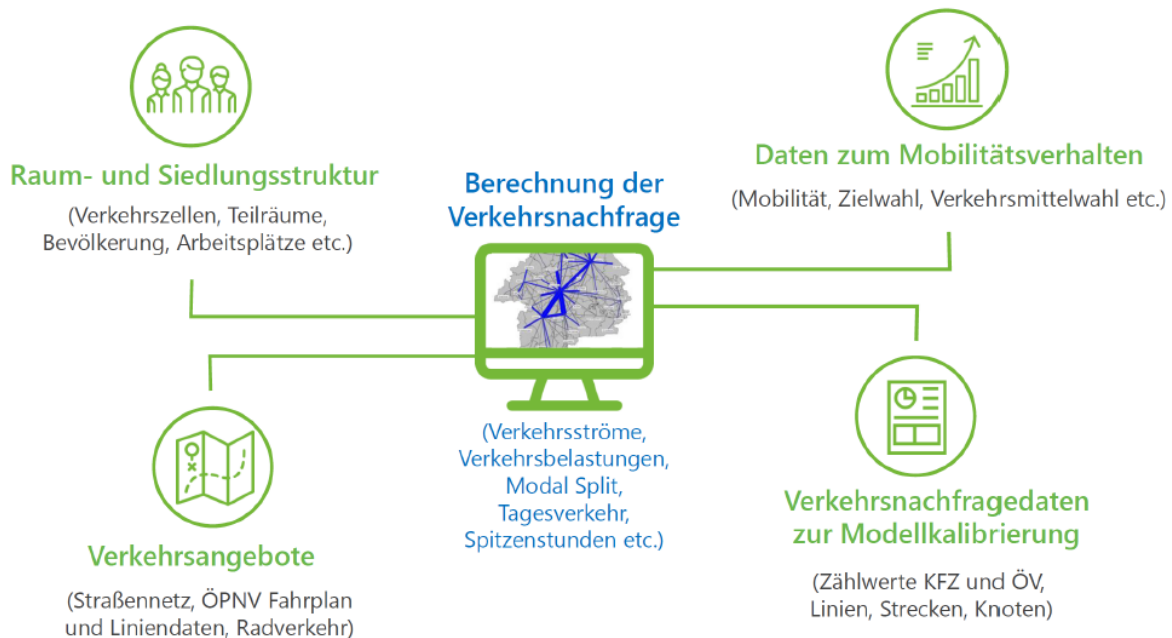 Raum- und Siedlungsstruktur
(Verkehrszellen, Teilräume,
Bevölkerung, Arbeitsplätze etc.)
Berechnung der
Verkehrsnachfrage
Daten zum Mobilitätsverhalten
(Mobilität, Zielwahl, Verkehrsmittelwahl etc.)
(Verkehrsströme,
Verkehrsbelastungen,
Modal Split,
Tagesverkehr,
Spitzenstunden etc.)
Verkehrsangebote
(Straßennetz, ÖPNV Fahrplan
und Liniendaten, Radverkehr)
Verkehrsnachfragedaten
zur Modellkalibrierung
(Zählwerte KFZ und ÖV,
Linien, Strecken, Knoten)